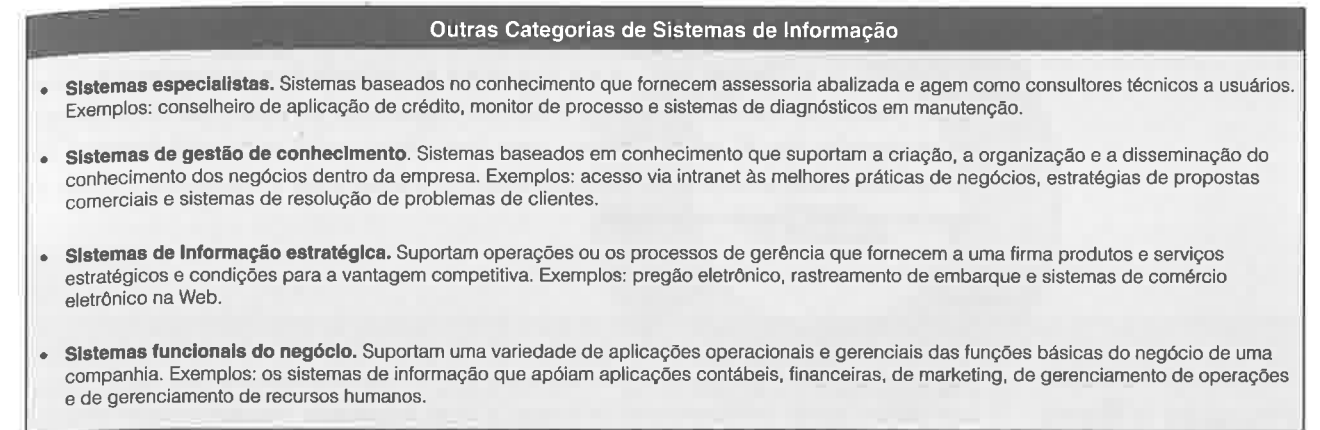 Outras Categorias de Sistemas de Informação
• Sistemas especialistas. Sistemas baseados no conhecimento que fornecem assessoria abalizada e agem como consultores técnicos a usuários.
Exemplos: conselheiro de aplicação de crédito, monitor de processo e sistemas de diagnósticos em manutenção.
• Sistemas de gestão de conhecimento. Sistemas baseados em conhecimento que suportam a criação, a organização e a disseminação do
conhecimento dos negócios dentro da empresa. Exemplos: acesso via intranet às melhores práticas de negócios, estratégias de propostas
comerciais e sistemas de resolução de problemas de clientes.
• Sistemas de informação estratégica. Suportam operações ou os processos de gerência que fornecem a uma firma produtos e serviços
estratégicos e condições para a vantagem competitiva. Exemplos: pregão eletrônico, rastreamento de embarque e sistemas de comércio
eletrônico na Web.
• Sistemas funcionais do negócio. Suportam uma variedade de aplicações operacionais e gerenciais das funções básicas do negócio de uma
companhia. Exemplos: os sistemas de informação que apóiam aplicações contábeis, financeiras, de marketing, de gerenciamento de operações
e de gerenciamento de recursos humanos.